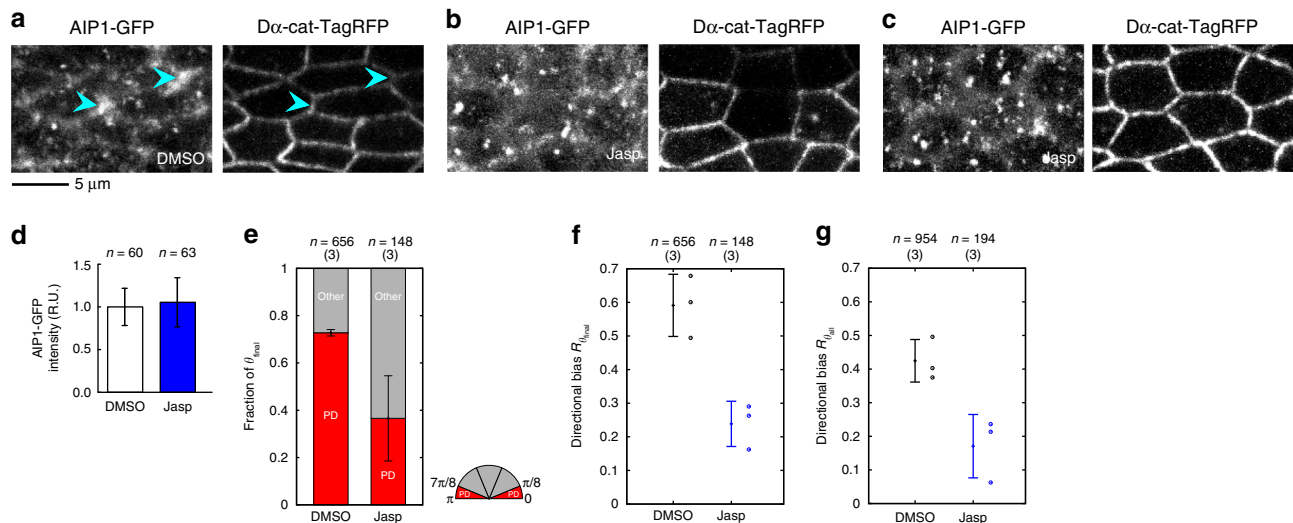 a
AIP1-GFP
Dα-cat-TagRFP
DMSO
5 μm
b
AIP1-GFP
Dα-cat-TagRFP
Jasp
c
AIP1-GFP
Dα-cat-TagRFP
Jasp
d
n = 60 n = 63
AIP1-GFP
intensity (R.U.)
1.5
1.0
0.5
0.0
DMSO Jasp
e
n = 656 n = 148
(3) (3)
Fraction of θfinal
1
0.8
0.6
0.4
0.2
0
Other Other
PD PD
DMSO Jasp
7π/8 π/8
PD PD
π 0
f
n = 656 n = 148
(3) (3)
Directional bias Rθfinal
0.7
0.6
0.5
0.4
0.3
0.2
0.1
0
DMSO Jasp
g
n = 954 n = 194
(3) (3)
Directional bias Rθall
0.7
0.6
0.5
0.4
0.3
0.2
0.1
0
DMSO Jasp